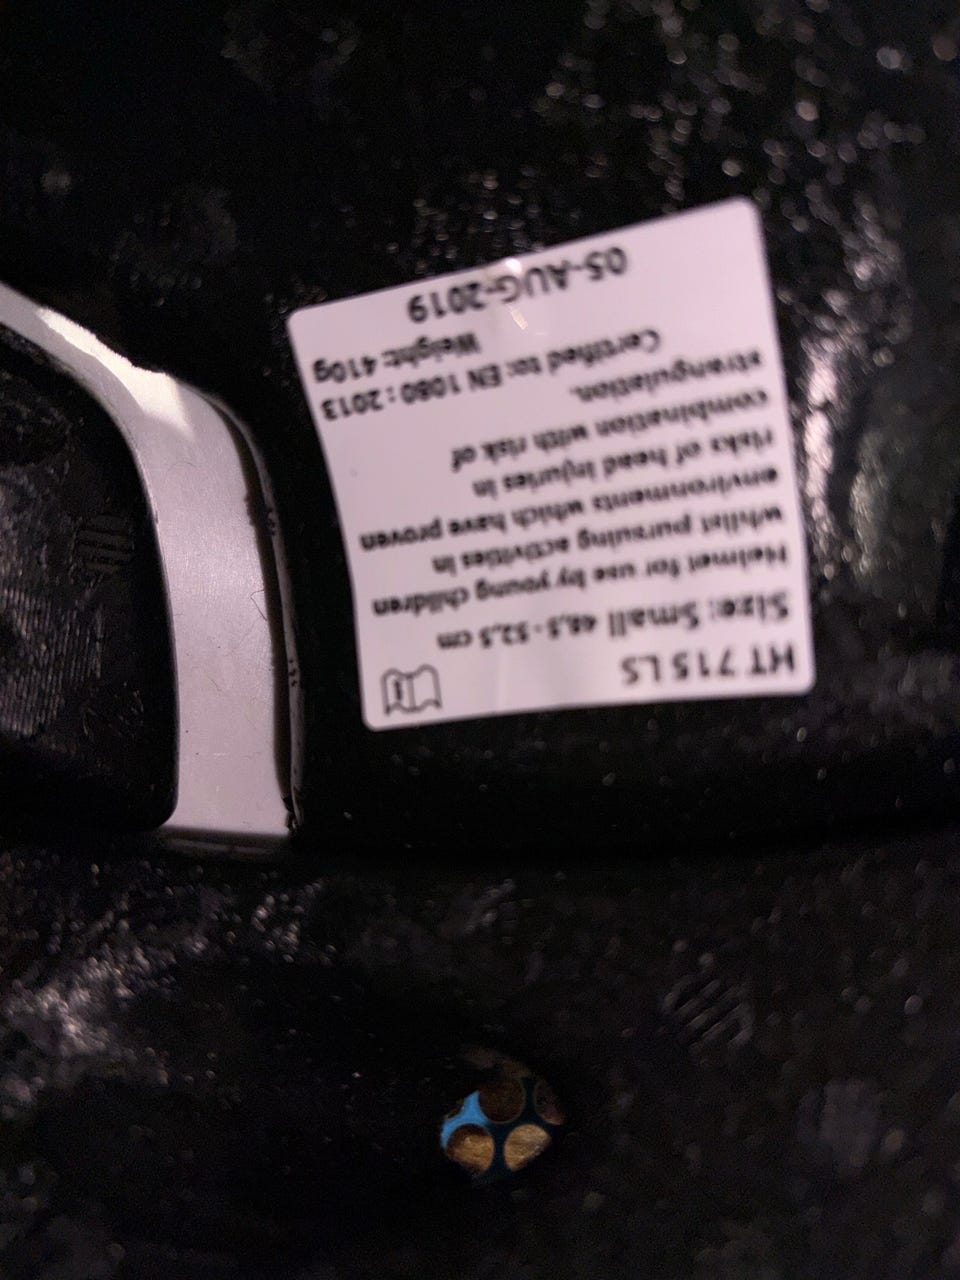 HT 715 LS
Size: Small 48,5 - 52,5 cm
Helmet for use by young children
whilst pursuing activities in
environments which have proven
risks of head injuries in
combination with risk of
strangulation.
Certified to: EN 1080 : 2013
Weight: 410g
05-AUG-2019